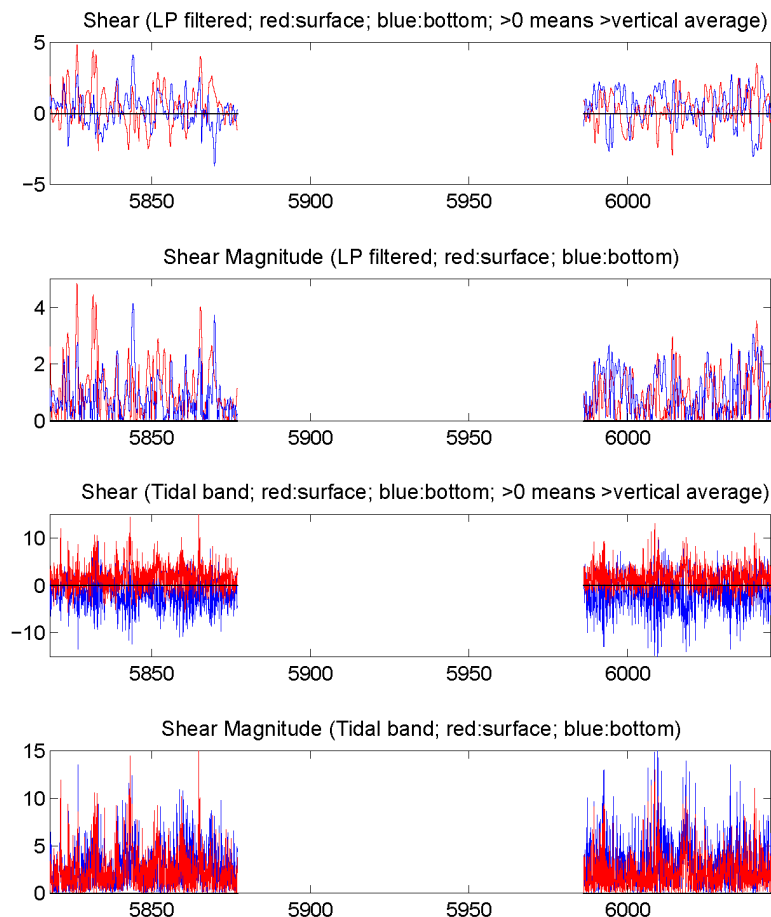 Shear (LP filtered; red:surface; blue:bottom; >0 means >vertical average)
5
0
−5
5850 5900 5950 6000
Shear Magnitude (LP filtered; red:surface; blue:bottom)
4
2
0
5850 5900 5950 6000
Shear (Tidal band; red:surface; blue:bottom; >0 means >vertical average)
10
0
−10
5850 5900 5950 6000
Shear Magnitude (Tidal band; red:surface; blue:bottom)
15
10
5
0
5850 5900 5950 6000